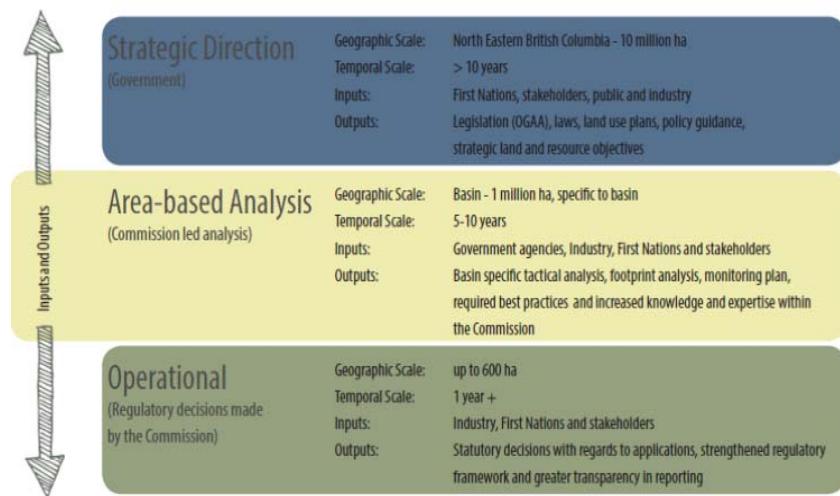 Strategic Direction
(Government)
Geographic Scale: North Eastern British Columbia - 10 million ha
Temporal Scale: > 10 years
Inputs: First Nations, stakeholders, public and industry
Outputs: Legislation (OGAA), laws, land use plans, policy guidance,
strategic land and resource objectives
Inputs and Outputs
Area-based Analysis
(Commission led analysis)
Geographic Scale: Basin - 1 million ha, specific to basin
Temporal Scale: 5-10 years
Inputs: Government agencies, Industry, First Nations and stakeholders
Outputs: Basin specific tactical analysis, footprint analysis, monitoring plan,
required best practices and increased knowledge and expertise within
the Commission
Operational
(Regulatory decisions made
by the Commission)
Geographic Scale: up to 600 ha
Temporal Scale: 1 year +
Inputs: Industry, First Nations and stakeholders
Outputs: Statutory decisions with regards to applications, strengthened regulatory
framework and greater transparency in reporting